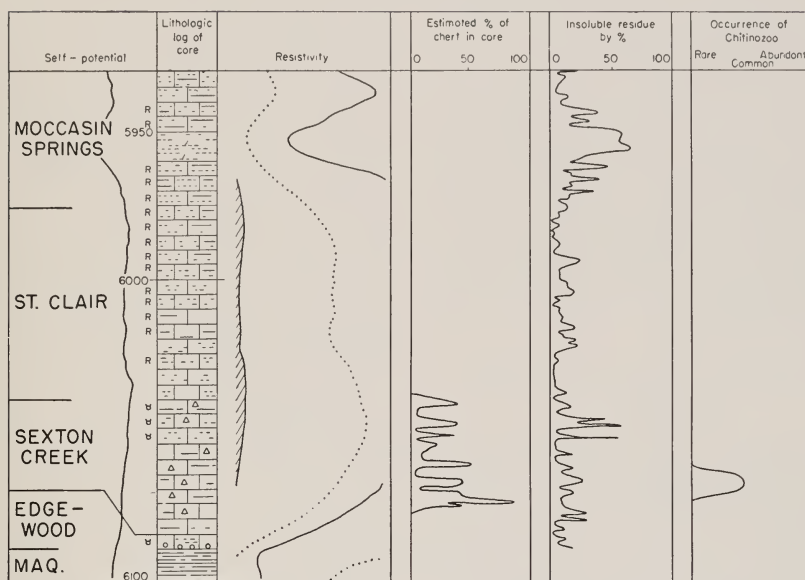 Self - potential
Lithologic
log of
core
Resistivity
Estimated % of
chert in core
0 50 100
Insoluble residue
by %
0 50 100
Occurrence of
Chitinozoo
Rare Abundant
Common
MOCCASIN
SPRINGS
ST. CLAIR
SEXTON
CREEK
EDGE-
WOOD
MAQ.
R
R
5950
R
R
R
R
R
R
R
R
6000
R
R
R
R
R
6100